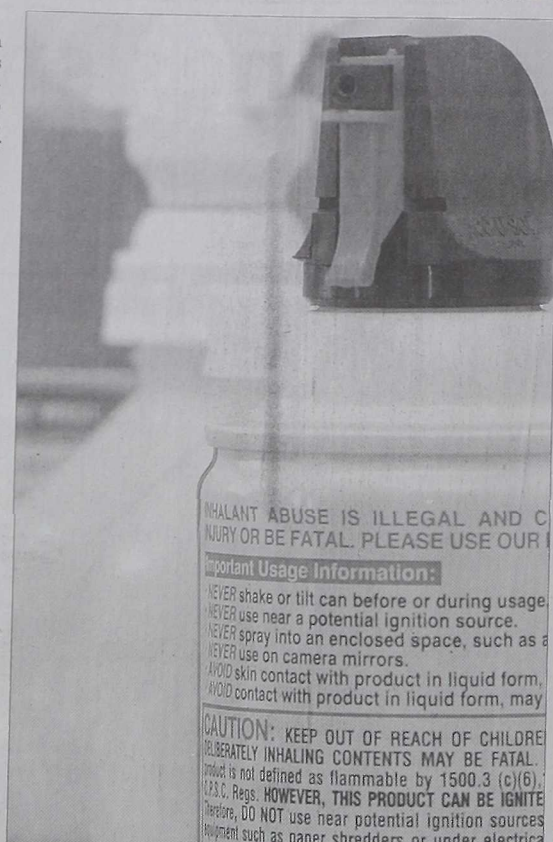 INHALANT ABUSE IS ILLEGAL AND C
INJURY OR BE FATAL. PLEASE USE OUR
Important Usage Information:
NEVER shake or tilt can before or during usage.
NEVER use near a potential ignition source.
NEVER spray into an enclosed space, such as a
NEVER use on camera mirrors.
AVOID skin contact with product in liquid form,
AVOID contact with product in liquid form, may
CAUTION: KEEP OUT OF REACH OF CHILDRE
DELIBERATELY INHALING CONTENTS MAY BE FATAL.
product is not defined as flammable by 1500.3 (c)(6),
C.P.S.C. Regs. HOWEVER, THIS PRODUCT CAN BE IGNITE
Therefore, DO NOT use near potential ignition sources
equipment such as paper shredders or under electrica